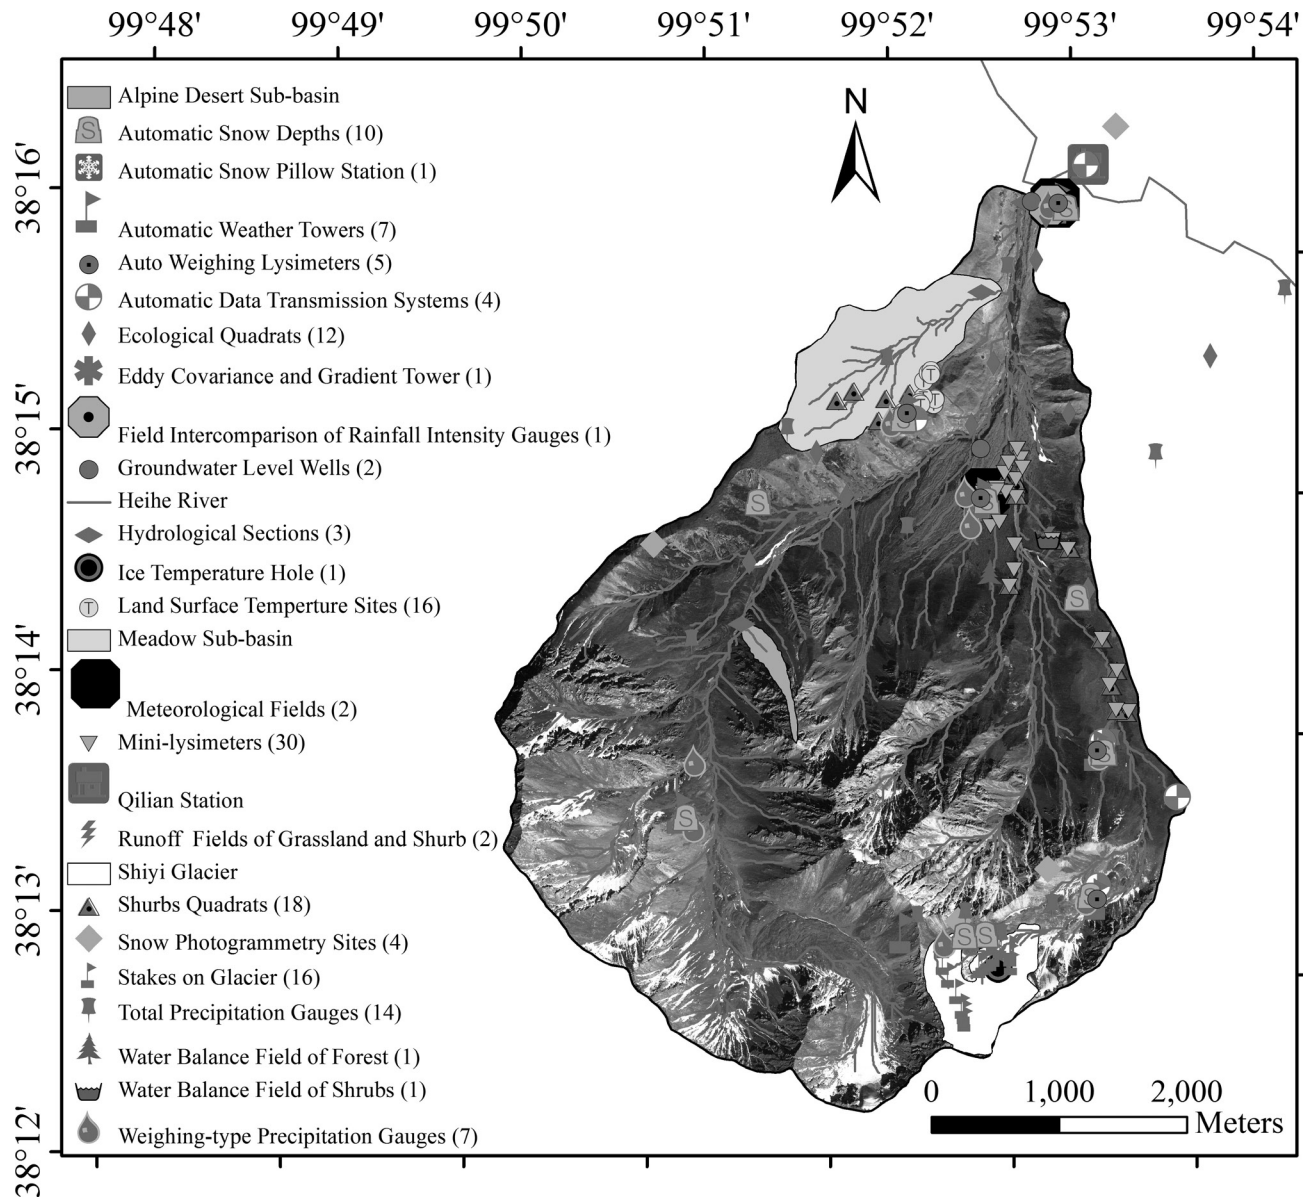 99°48' 99°49' 99°50' 99°51' 99°52' 99°53' 99°54'
38°16'
38°15'
38°14'
38°13'
38°12'
N
Alpine Desert Sub-basin
S Automatic Snow Depths (10)
Automatic Snow Pillow Station (1)
Automatic Weather Towers (7)
Auto Weighing Lysimeters (5)
Automatic Data Transmission Systems (4)
Ecological Quadrats (12)
Eddy Covariance and Gradient Tower (1)
Field Intercomparison of Rainfall Intensity Gauges (1)
Groundwater Level Wells (2)
Heihe River
Hydrological Sections (3)
Ice Temperature Hole (1)
T Land Surface Temperture Sites (16)
Meadow Sub-basin
Meteorological Fields (2)
Mini-lysimeters (30)
Qilian Station
Runoff Fields of Grassland and Shurb (2)
Shiyi Glacier
Shurbs Quadrats (18)
Snow Photogrammetry Sites (4)
Stakes on Glacier (16)
Total Precipitation Gauges (14)
Water Balance Field of Forest (1)
Water Balance Field of Shrubs (1)
Weighing-type Precipitation Gauges (7)
T
T
T
S
S
S
S S
0 1,000 2,000
Meters